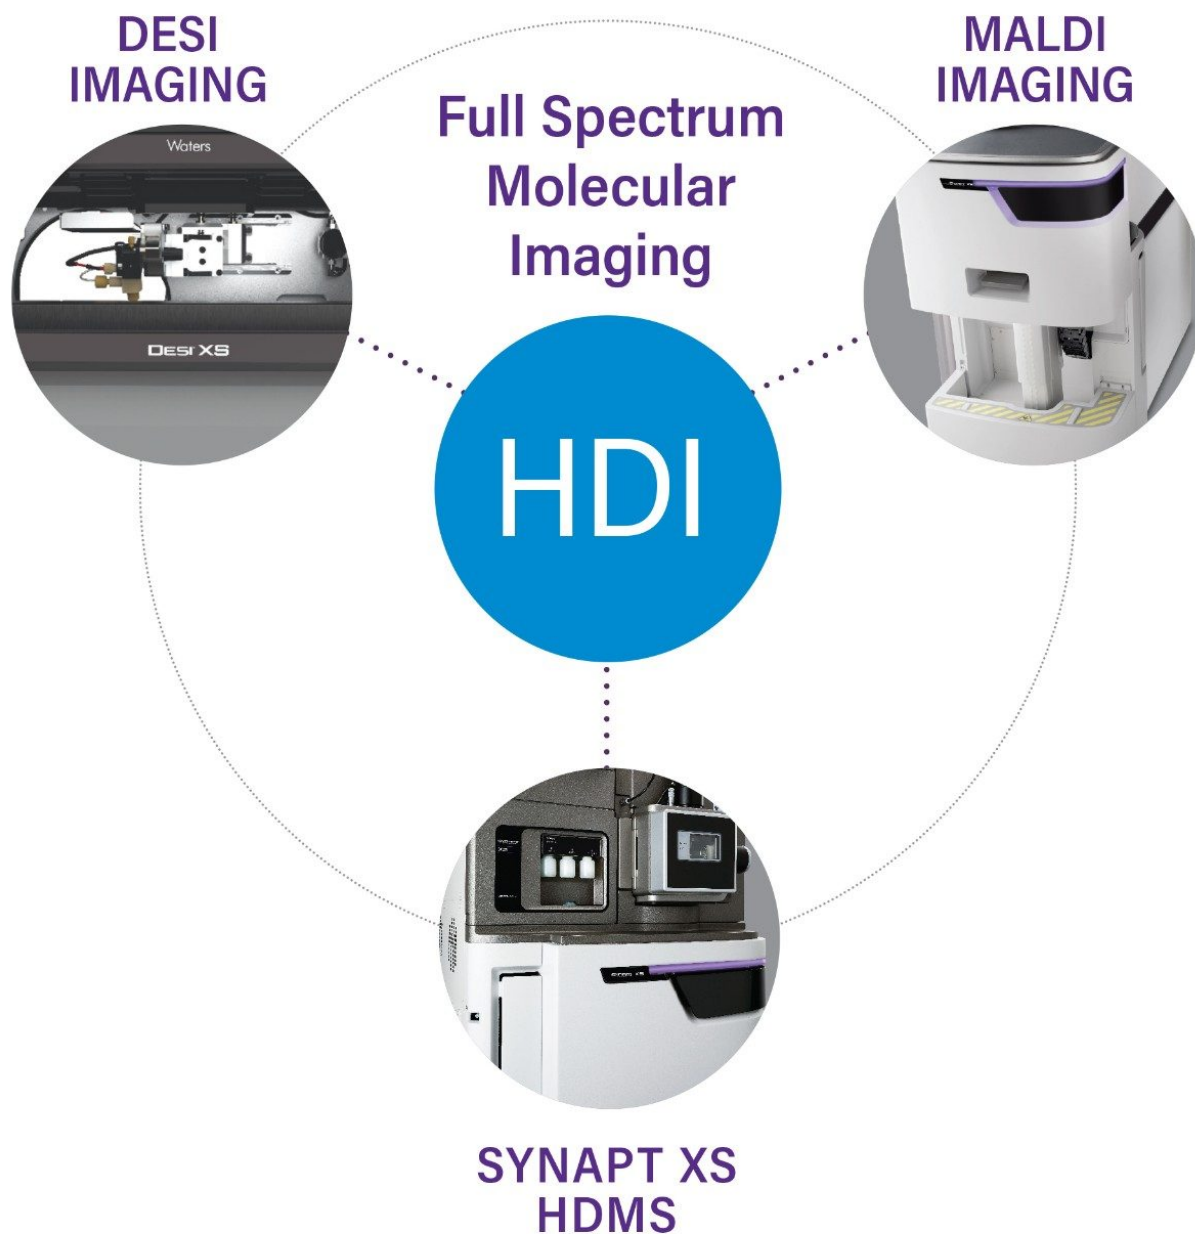 DESI
IMAGING
MALDI
IMAGING
Full Spectrum
Molecular
Imaging
Waters
DESI XS
HDI
SYNAPT XS
HDMS